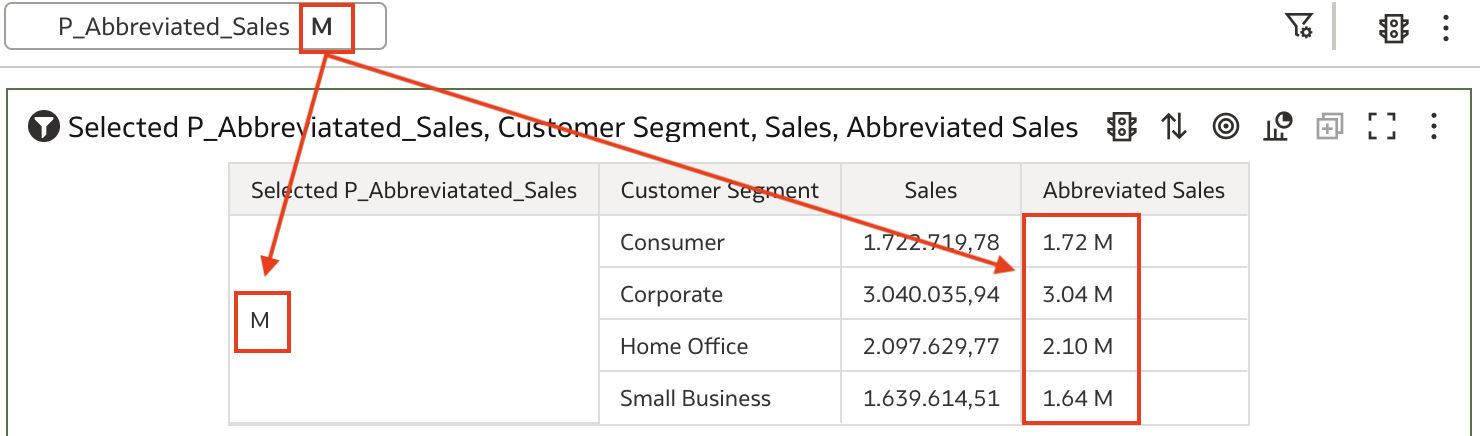 P_Abbreviated_Sales M
Selected P_Abbreviatated_Sales, Customer Segment, Sales, Abbreviated Sales
Selected P_Abbreviatated_Sales Customer Segment Sales Abbreviated Sales
Consumer 1.722.719,78 1.72 M
Corporate 3.040.035,94 3.04 M
M
Home Office 2.097.629,77 2.10 M
Small Business 1.639.614,51 1.64 M